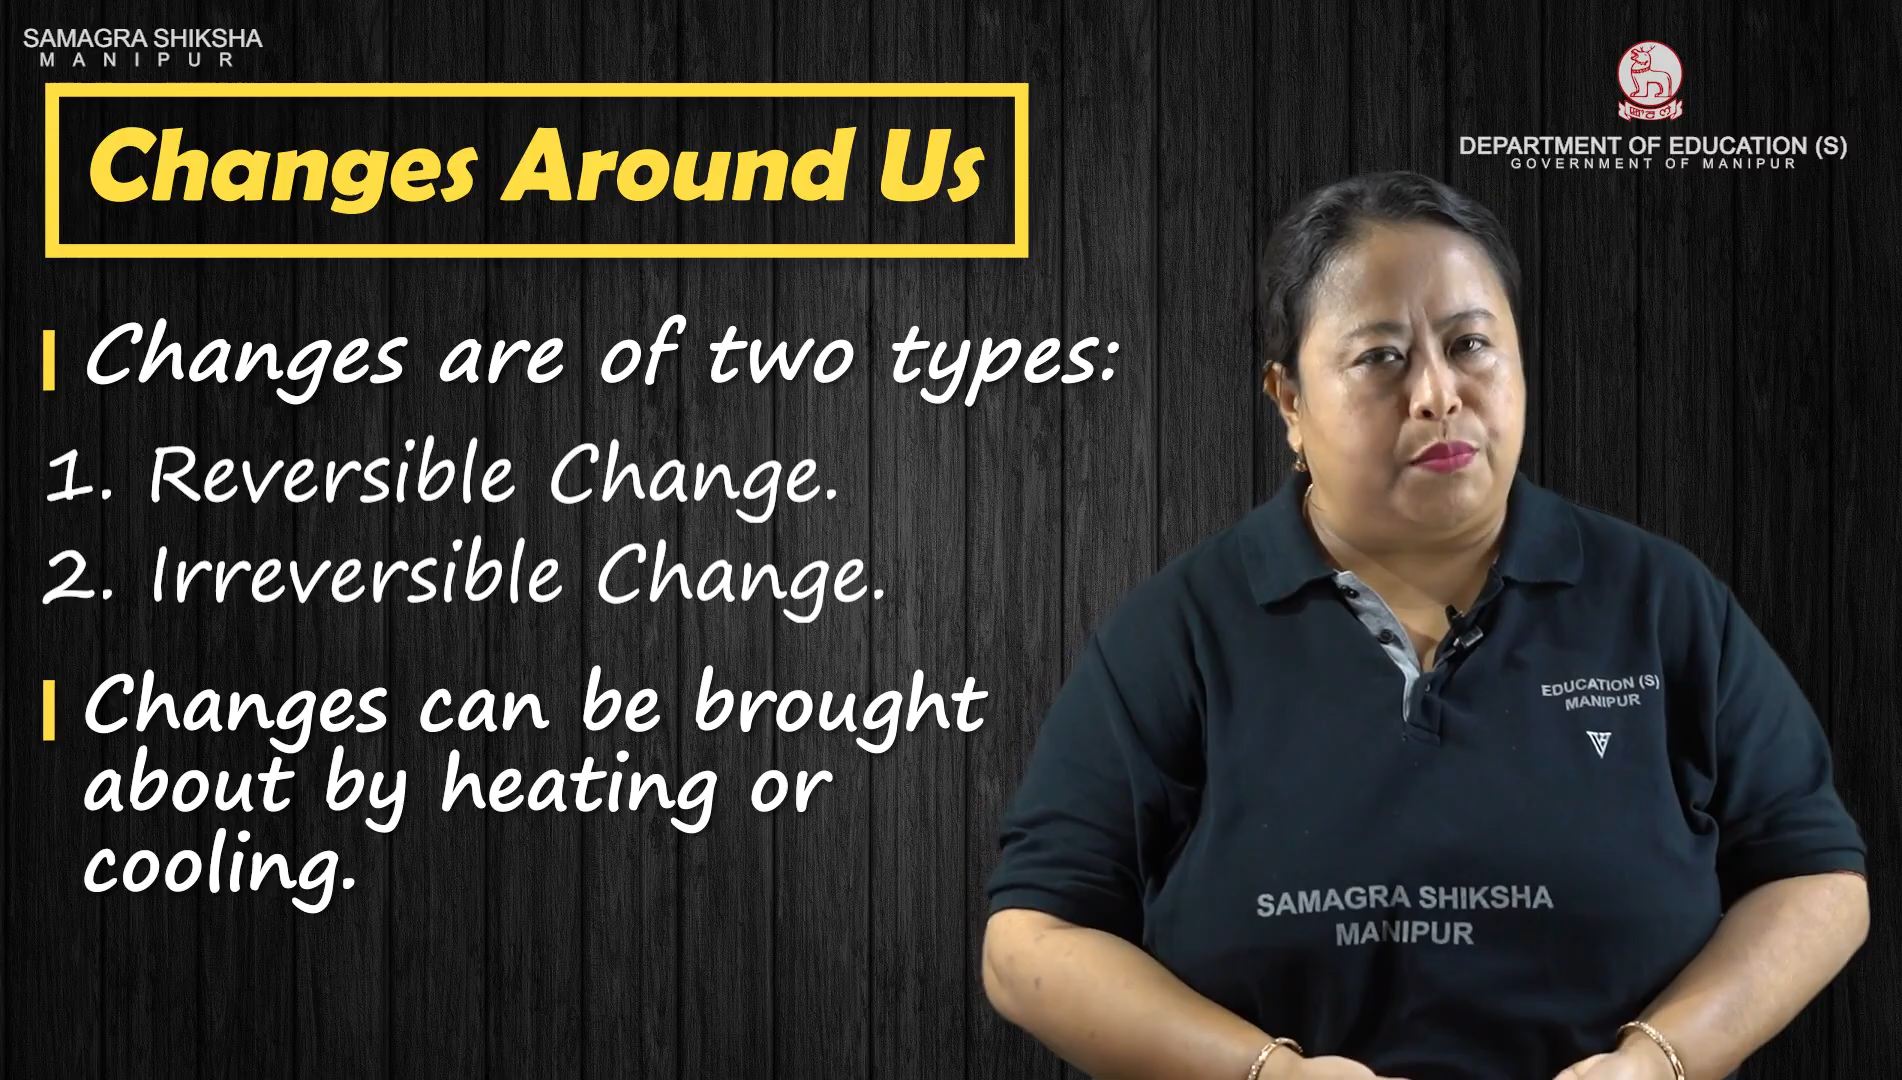 SAMAGRA SHIKSHA
MANIPUR
DEPARTMENT OF EDUCATION (S)
GOVERNMENT OF MANIPUR
Changes Around Us
Changes are of two types:
1. Reversible Change.
2. Irreversible Change.
Changes can be brought
about by heating or
cooling.
EDUCATION (S)
MANIPUR
SAMAGRA SHIKSHA
MANIPUR